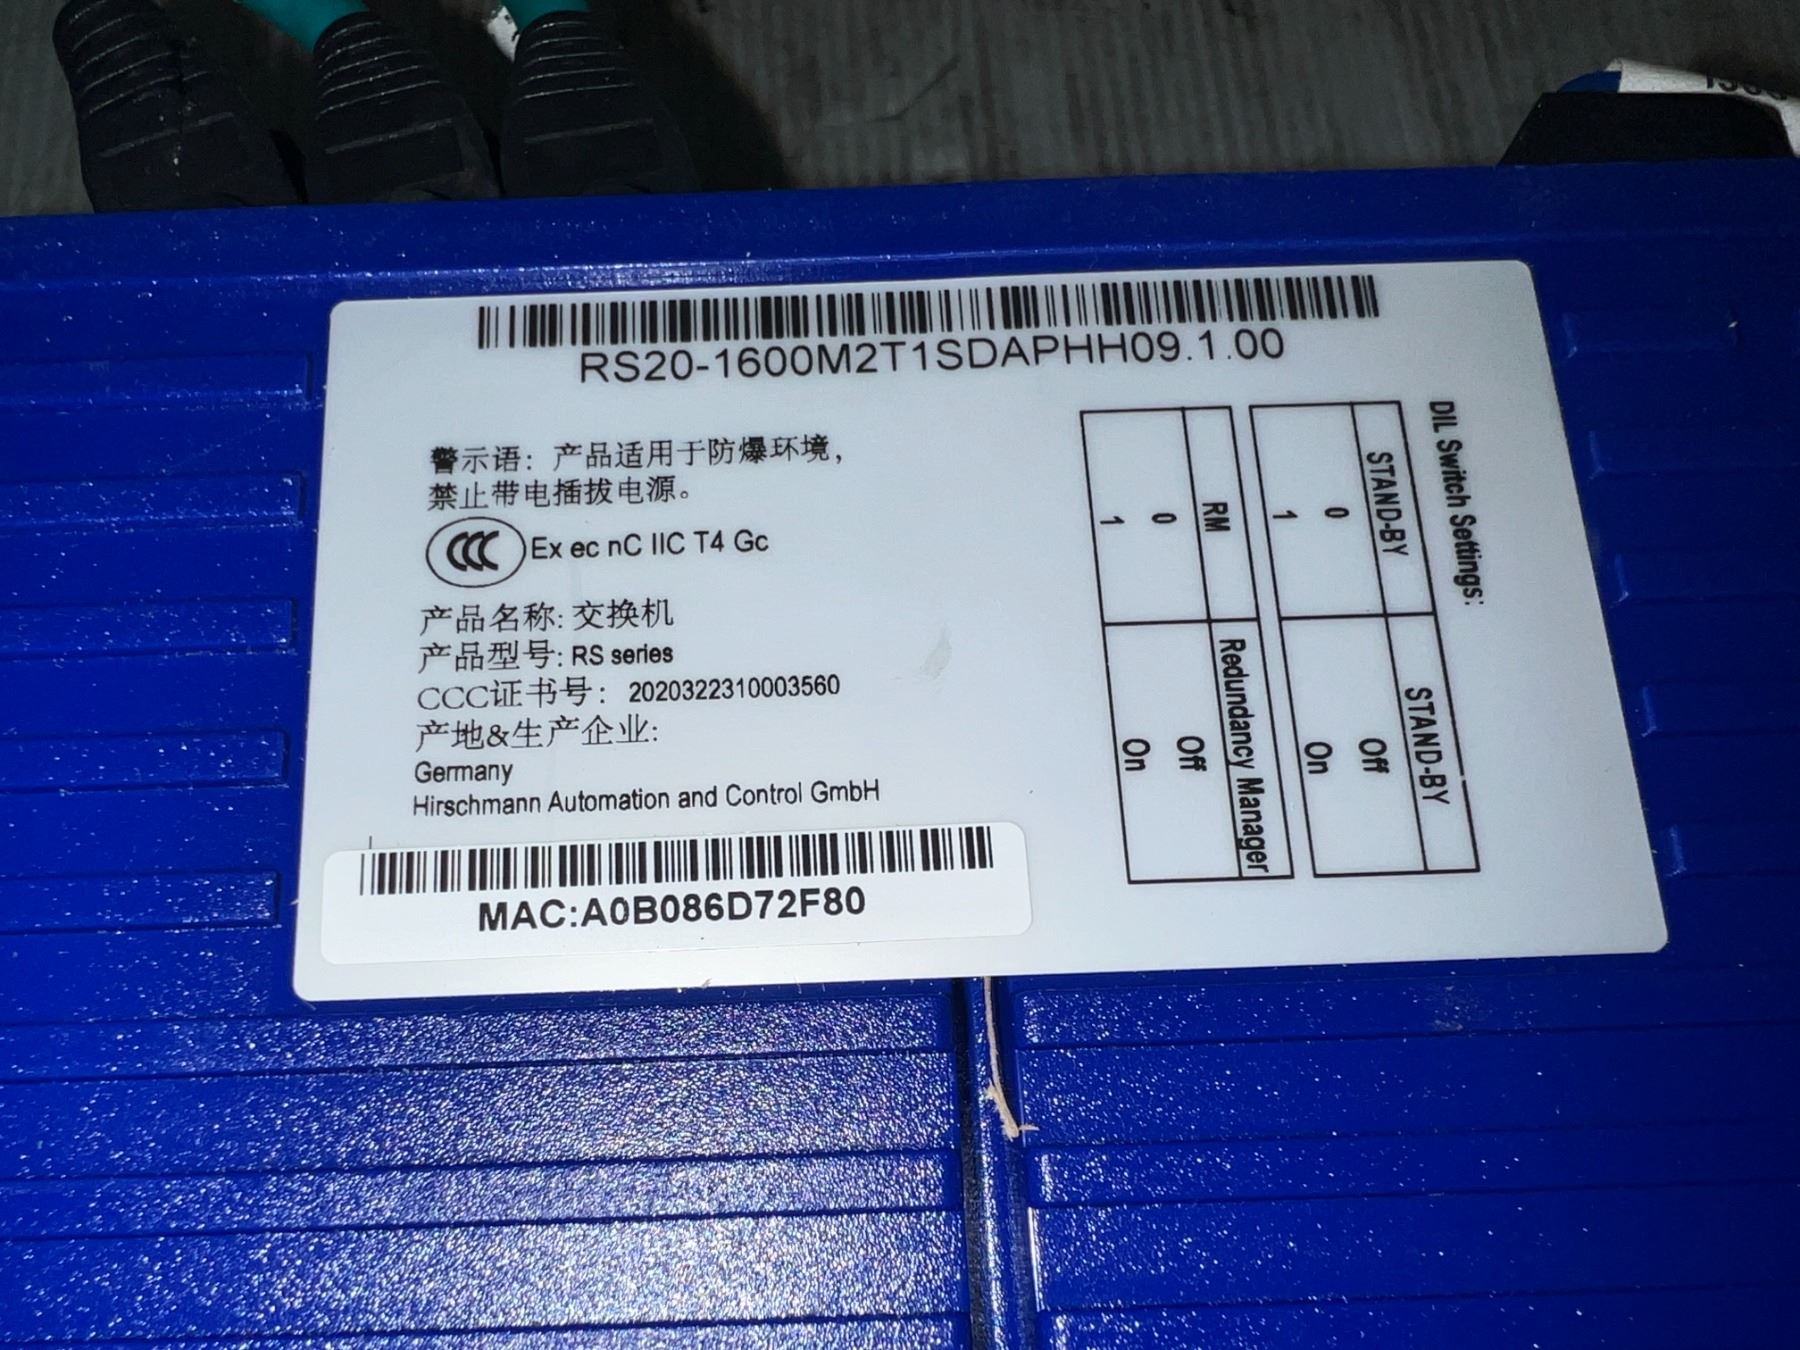 RS20-1600M2T1SDAPHH09.1.00
警示语：产品适用于防爆环境，
禁止带电插拔电源。
CCC Ex ec nC IIC T4 Gc
产品名称: 交换机
产品型号: RS series
CCC证书号： 2020322310003560
产地&生产企业:
Germany
Hirschmann Automation and Control GmbH
MAC:A0B086D72F80
DIL Switch Settings:
STAND-BY STAND-BY
0 Off
1 On
RM Redundancy Manager
0 Off
1 On